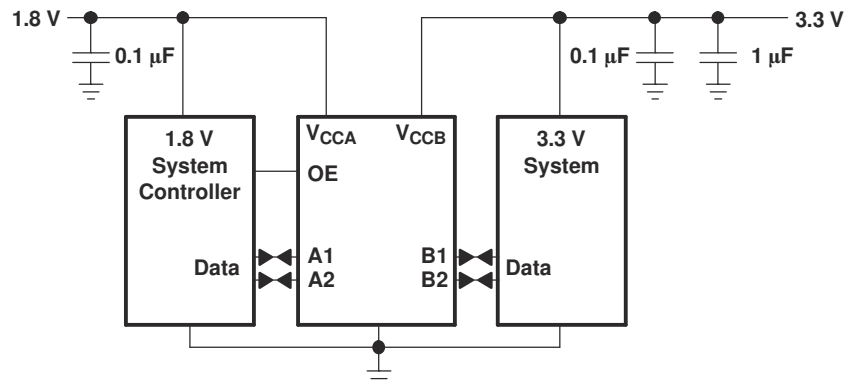 1.8 V
3.3 V
0.1 μF
0.1 μF
1 μF
1.8 V
System
Controller
VCCA
VCCB
3.3 V
System
OE
Data
A1
A2
B1
B2
Data